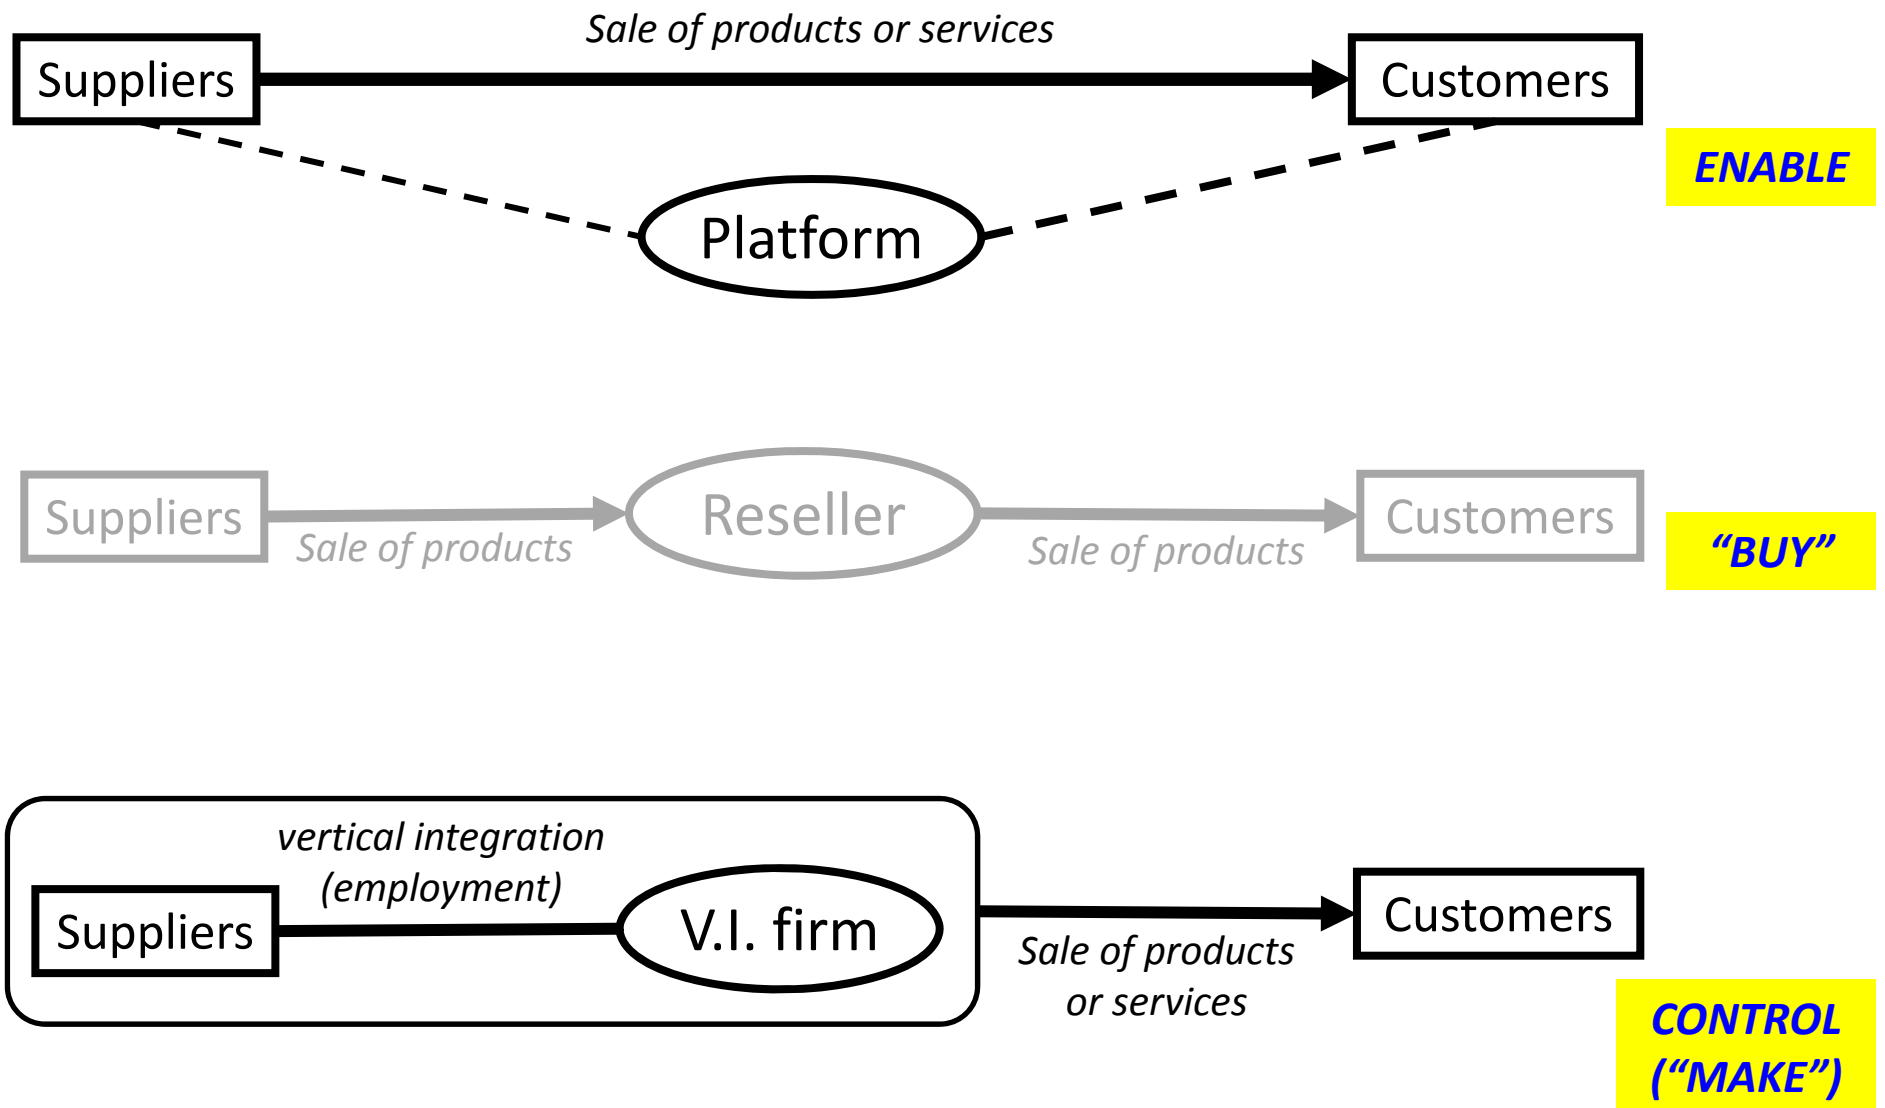 Sale of products or services
Suppliers
Customers
ENABLE
Platform
Suppliers
Reseller
Customers
Sale of products
Sale of products
“BUY”
vertical integration
(employment)
Suppliers
V.I. firm
Customers
Sale of products
or services
CONTROL
(“MAKE”)